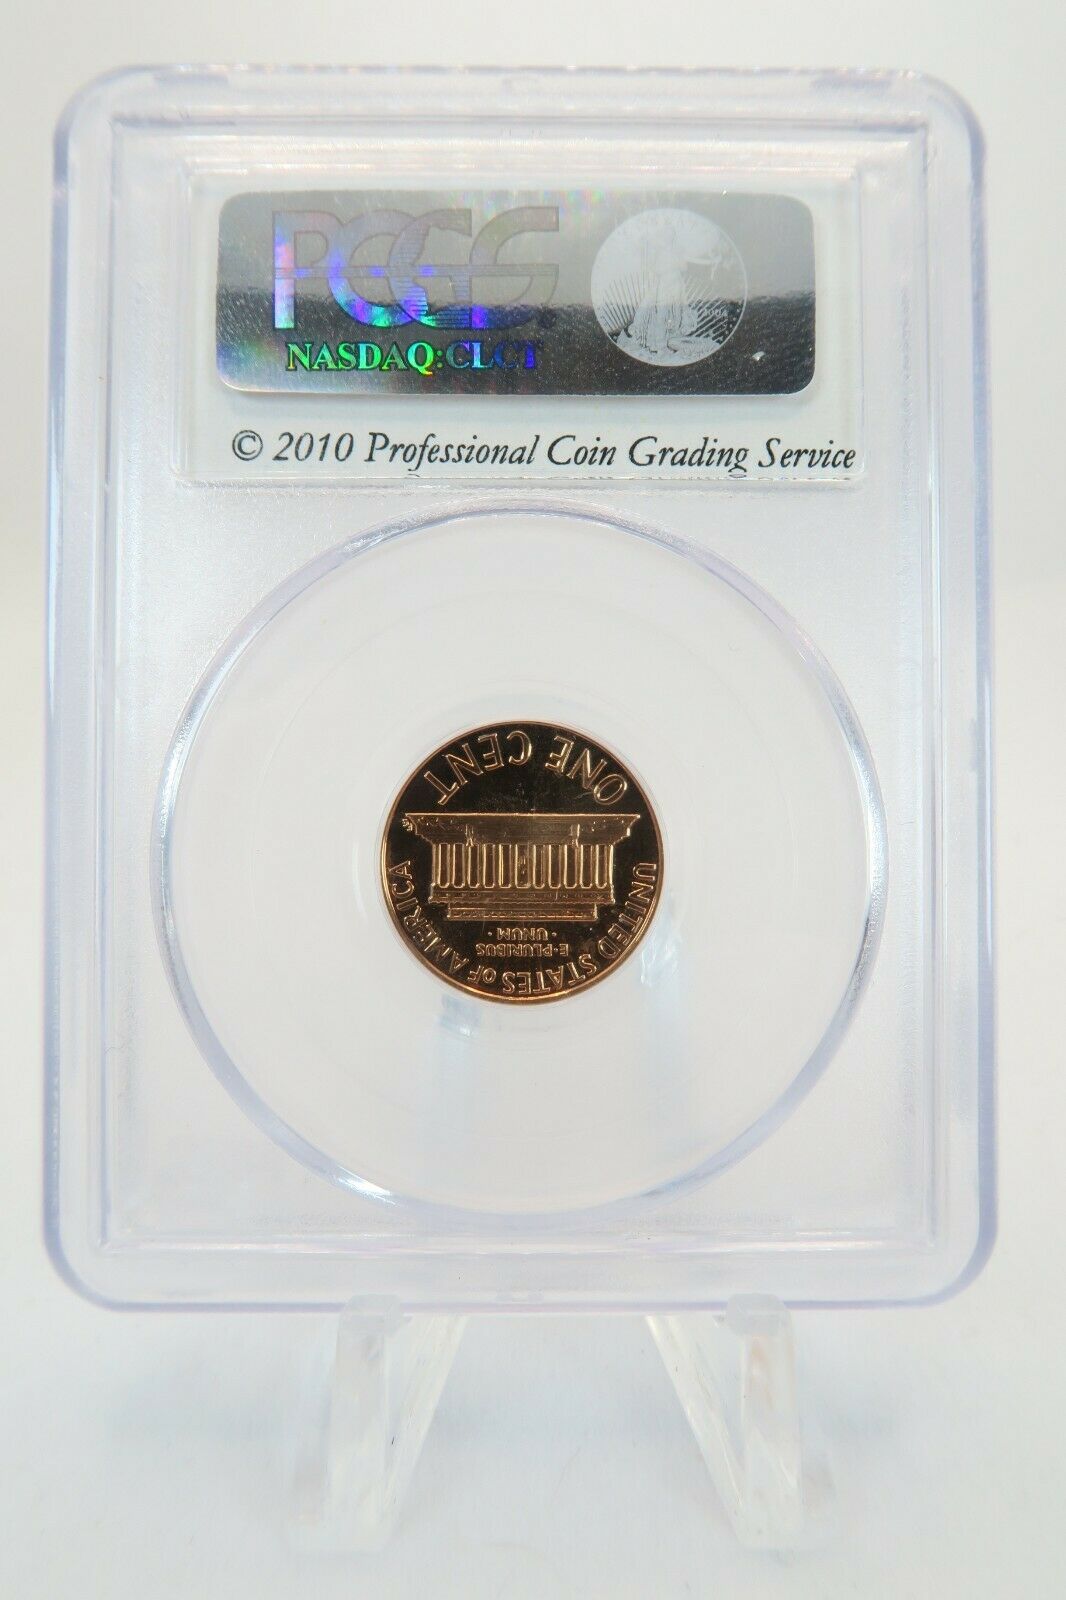 PCGS
NASDAQ:CLCT
© 2010 Professional Coin Grading Service
UNITED STATES OF AMERICA
E·PLURIBUS
·UNUM·
ONE CENT